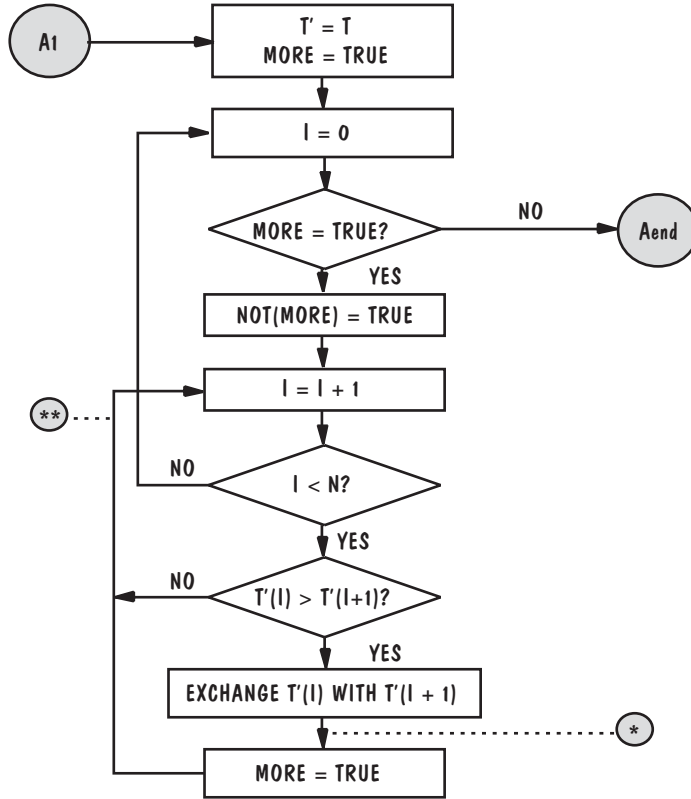 A1
T' = T
MORE = TRUE
I = 0
MORE = TRUE?
NO
Aend
YES
NOT(MORE) = TRUE
I = I + 1
**
NO
I < N?
YES
NO
T'(I) > T'(I+1)?
YES
EXCHANGE T'(I) WITH T'(I + 1)
*
MORE = TRUE